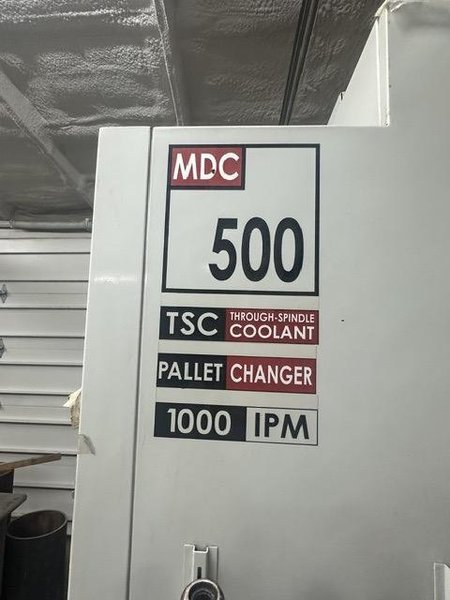 MDC
500
TSC THROUGH-SPINDLE
COOLANT
PALLET CHANGER
1000 IPM